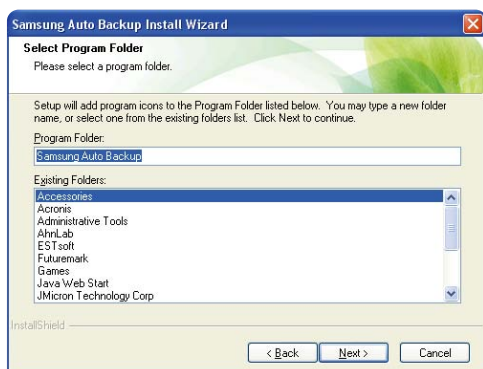 Samsung Auto Backup Install Wizard
Select Program Folder
Please select a program folder.
Setup will add program icons to the Program Folder listed below. You may type a new folder
name, or select one from the existing folders list. Click Next to continue.
Program Folder:
Samsung Auto Backup
Existing Folders:
Accessories
Acronis
Administrative Tools
AhnLab
ESTsoft
Futuremark
Games
Java Web Start
JMicron Technology Corp
InstallShield
< Back
Next >
Cancel